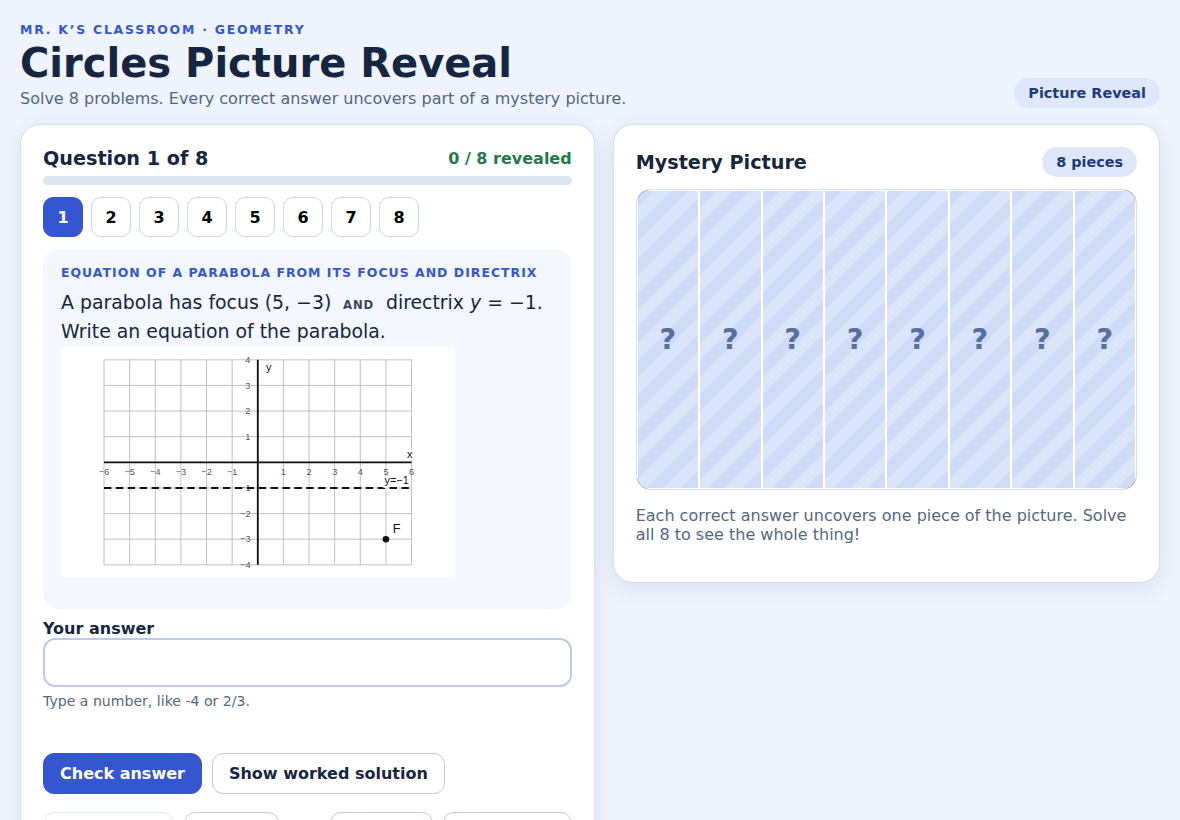 MR. K’S CLASSROOM · GEOMETRY
Circles Picture Reveal
Solve 8 problems. Every correct answer uncovers part of a mystery picture.
Picture Reveal
Question 1 of 8
0 / 8 revealed
1 2 3 4 5 6 7 8
EQUATION OF A PARABOLA FROM ITS FOCUS AND DIRECTRIX
A parabola has focus (5, −3) AND directrix y = −1.
Write an equation of the parabola.
4
y
3
2
1
x
−6 −5 −4 −3 −2 −1 1 2 3 4 5 6
y=−1
−1
−2
F
−3
−4
Your answer
Type a number, like -4 or 2/3.
Check answer
Show worked solution
Mystery Picture
8 pieces
? ? ? ? ? ? ? ?
Each correct answer uncovers one piece of the picture. Solve
all 8 to see the whole thing!